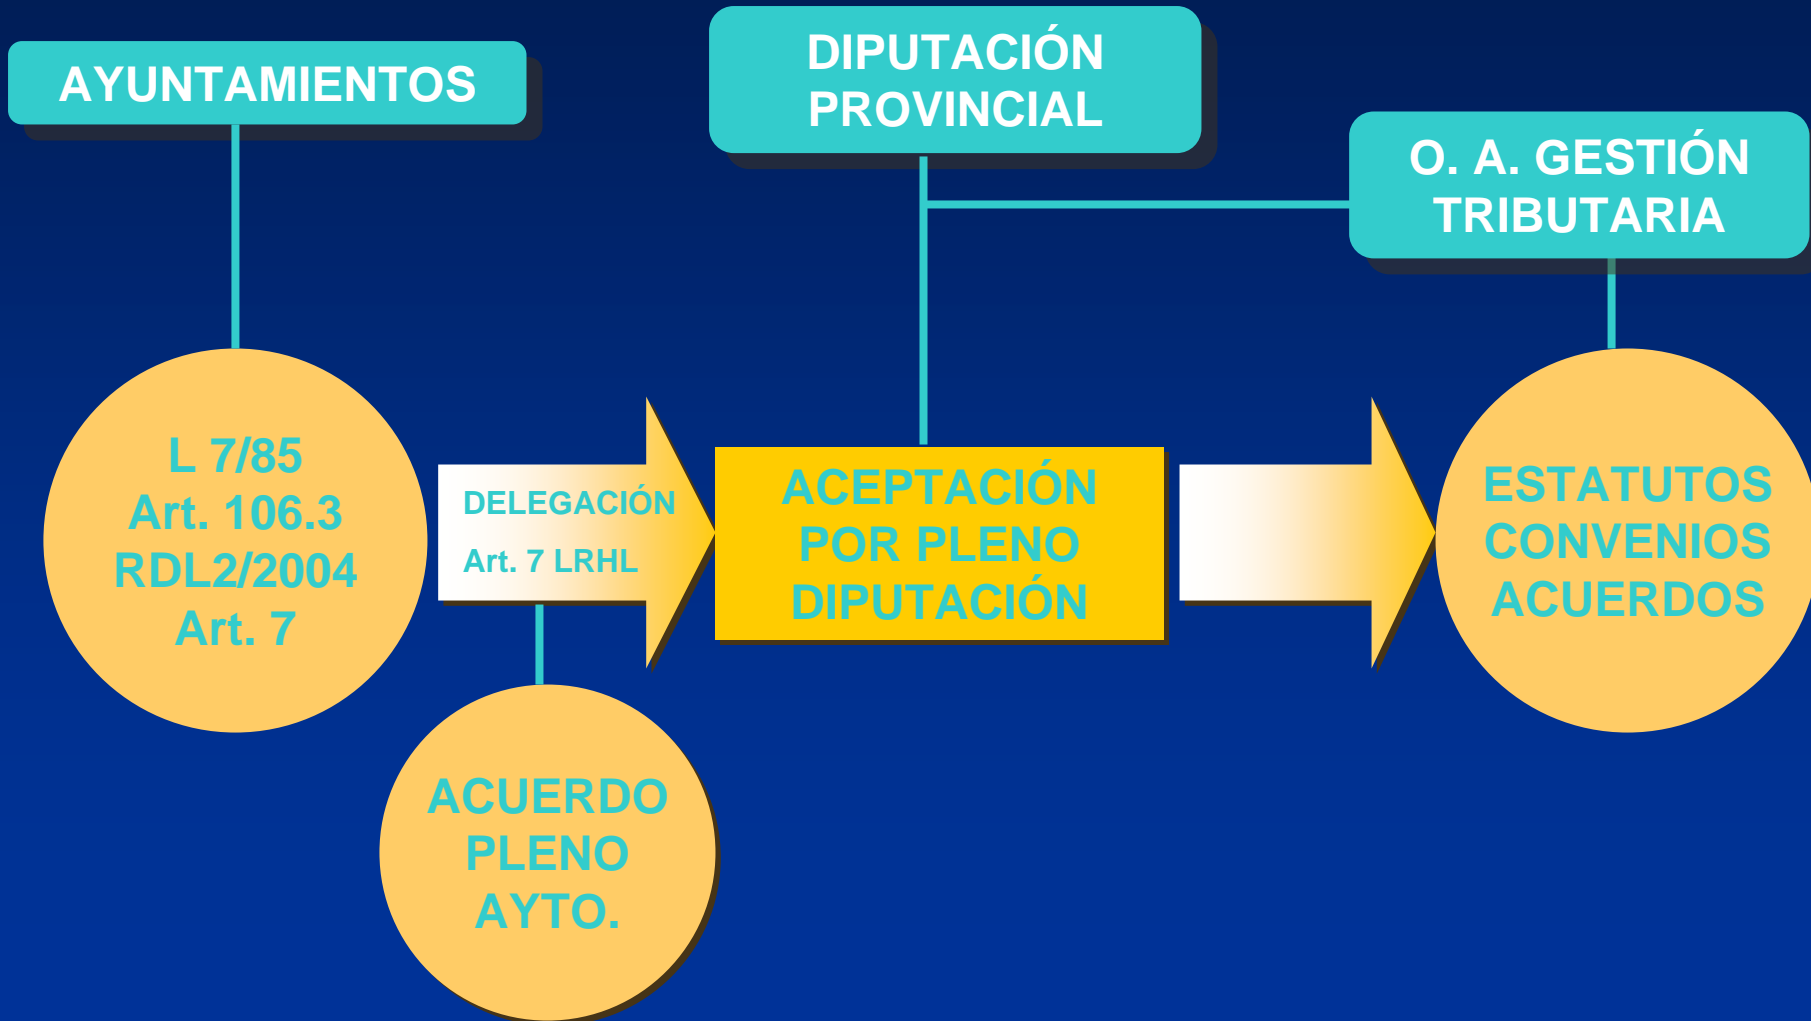 AYUNTAMIENTOS
DIPUTACIÓN
PROVINCIAL
O. A. GESTIÓN
TRIBUTARIA
L 7/85
Art. 106.3
RDL2/2004
Art. 7
DELEGACIÓN
Art. 7 LRHL
ACEPTACIÓN
POR PLENO
DIPUTACIÓN
ESTATUTOS
CONVENIOS
ACUERDOS
ACUERDO
PLENO
AYTO.